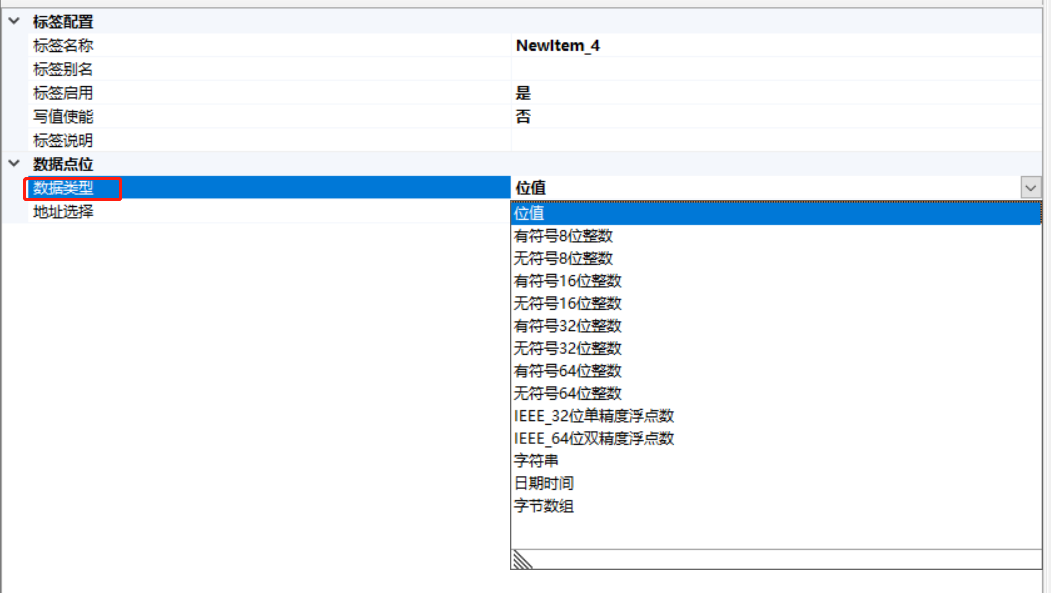 标签配置
标签名称 NewItem_4
标签别名
标签启用 是
写值使能 否
标签说明
数据点位
数据类型 位值
地址选择
位值
有符号8位整数
无符号8位整数
有符号16位整数
无符号16位整数
有符号32位整数
无符号32位整数
有符号64位整数
无符号64位整数
IEEE_32位单精度浮点数
IEEE_64位双精度浮点数
字符串
日期时间
字节数组